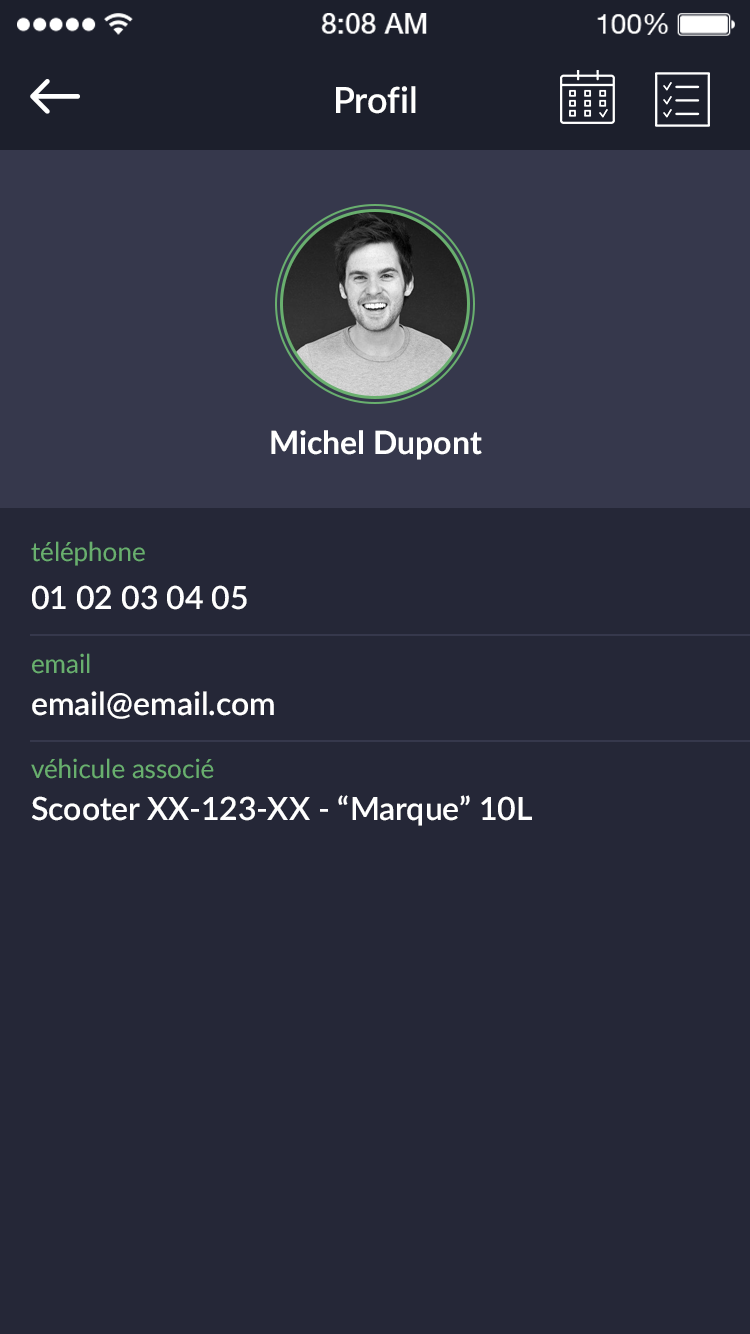 8:08 AM 100%
Profil
Michel Dupont
téléphone
01 02 03 04 05
email
email@email.com
véhicule associé
Scooter XX-123-XX - “Marque” 10L